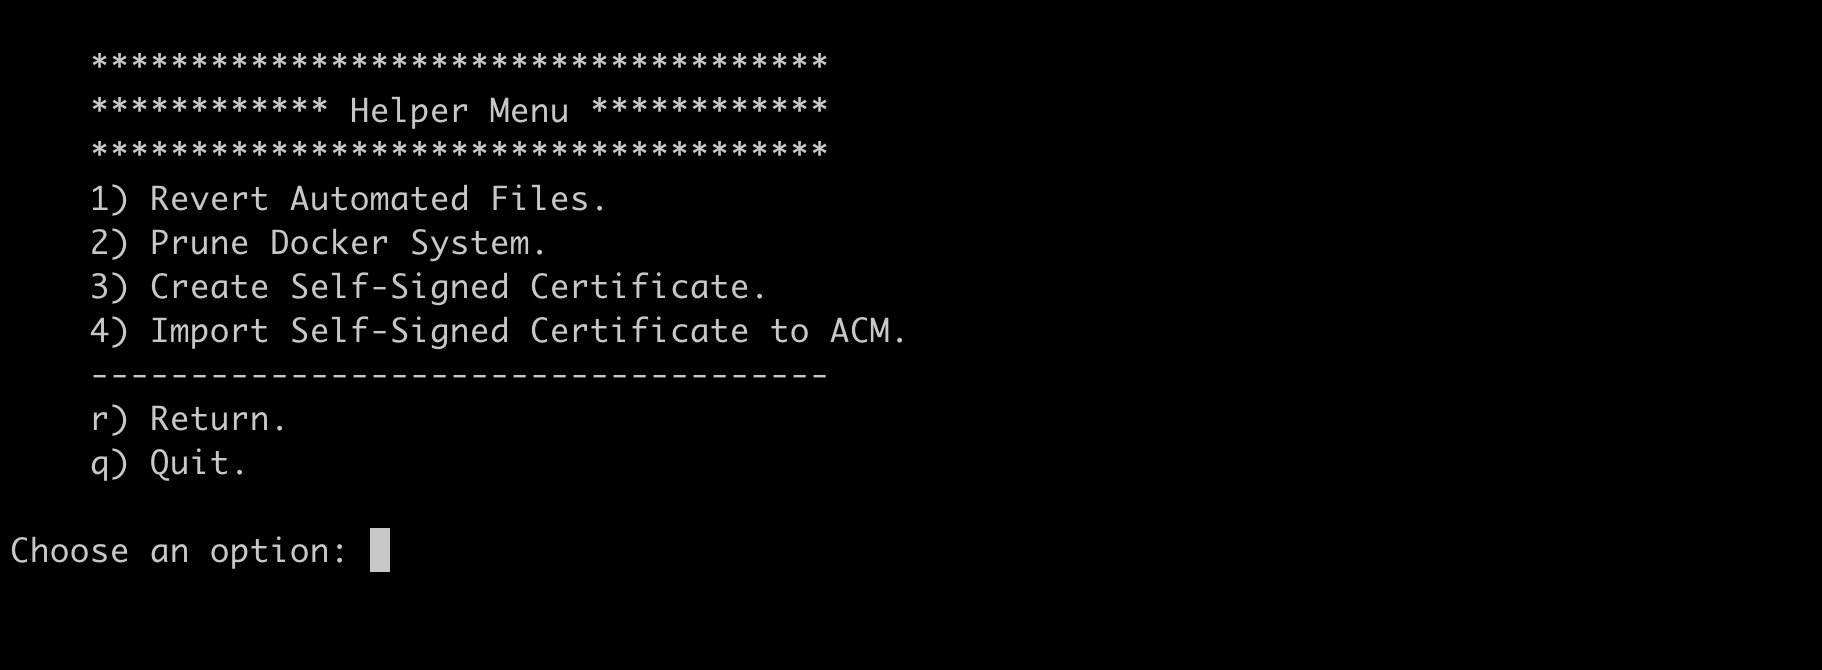 *************************************
************ Helper Menu ************
*************************************
1) Revert Automated Files.
2) Prune Docker System.
3) Create Self-Signed Certificate.
4) Import Self-Signed Certificate to ACM.
-------------------------------------
r) Return.
q) Quit.
Choose an option: